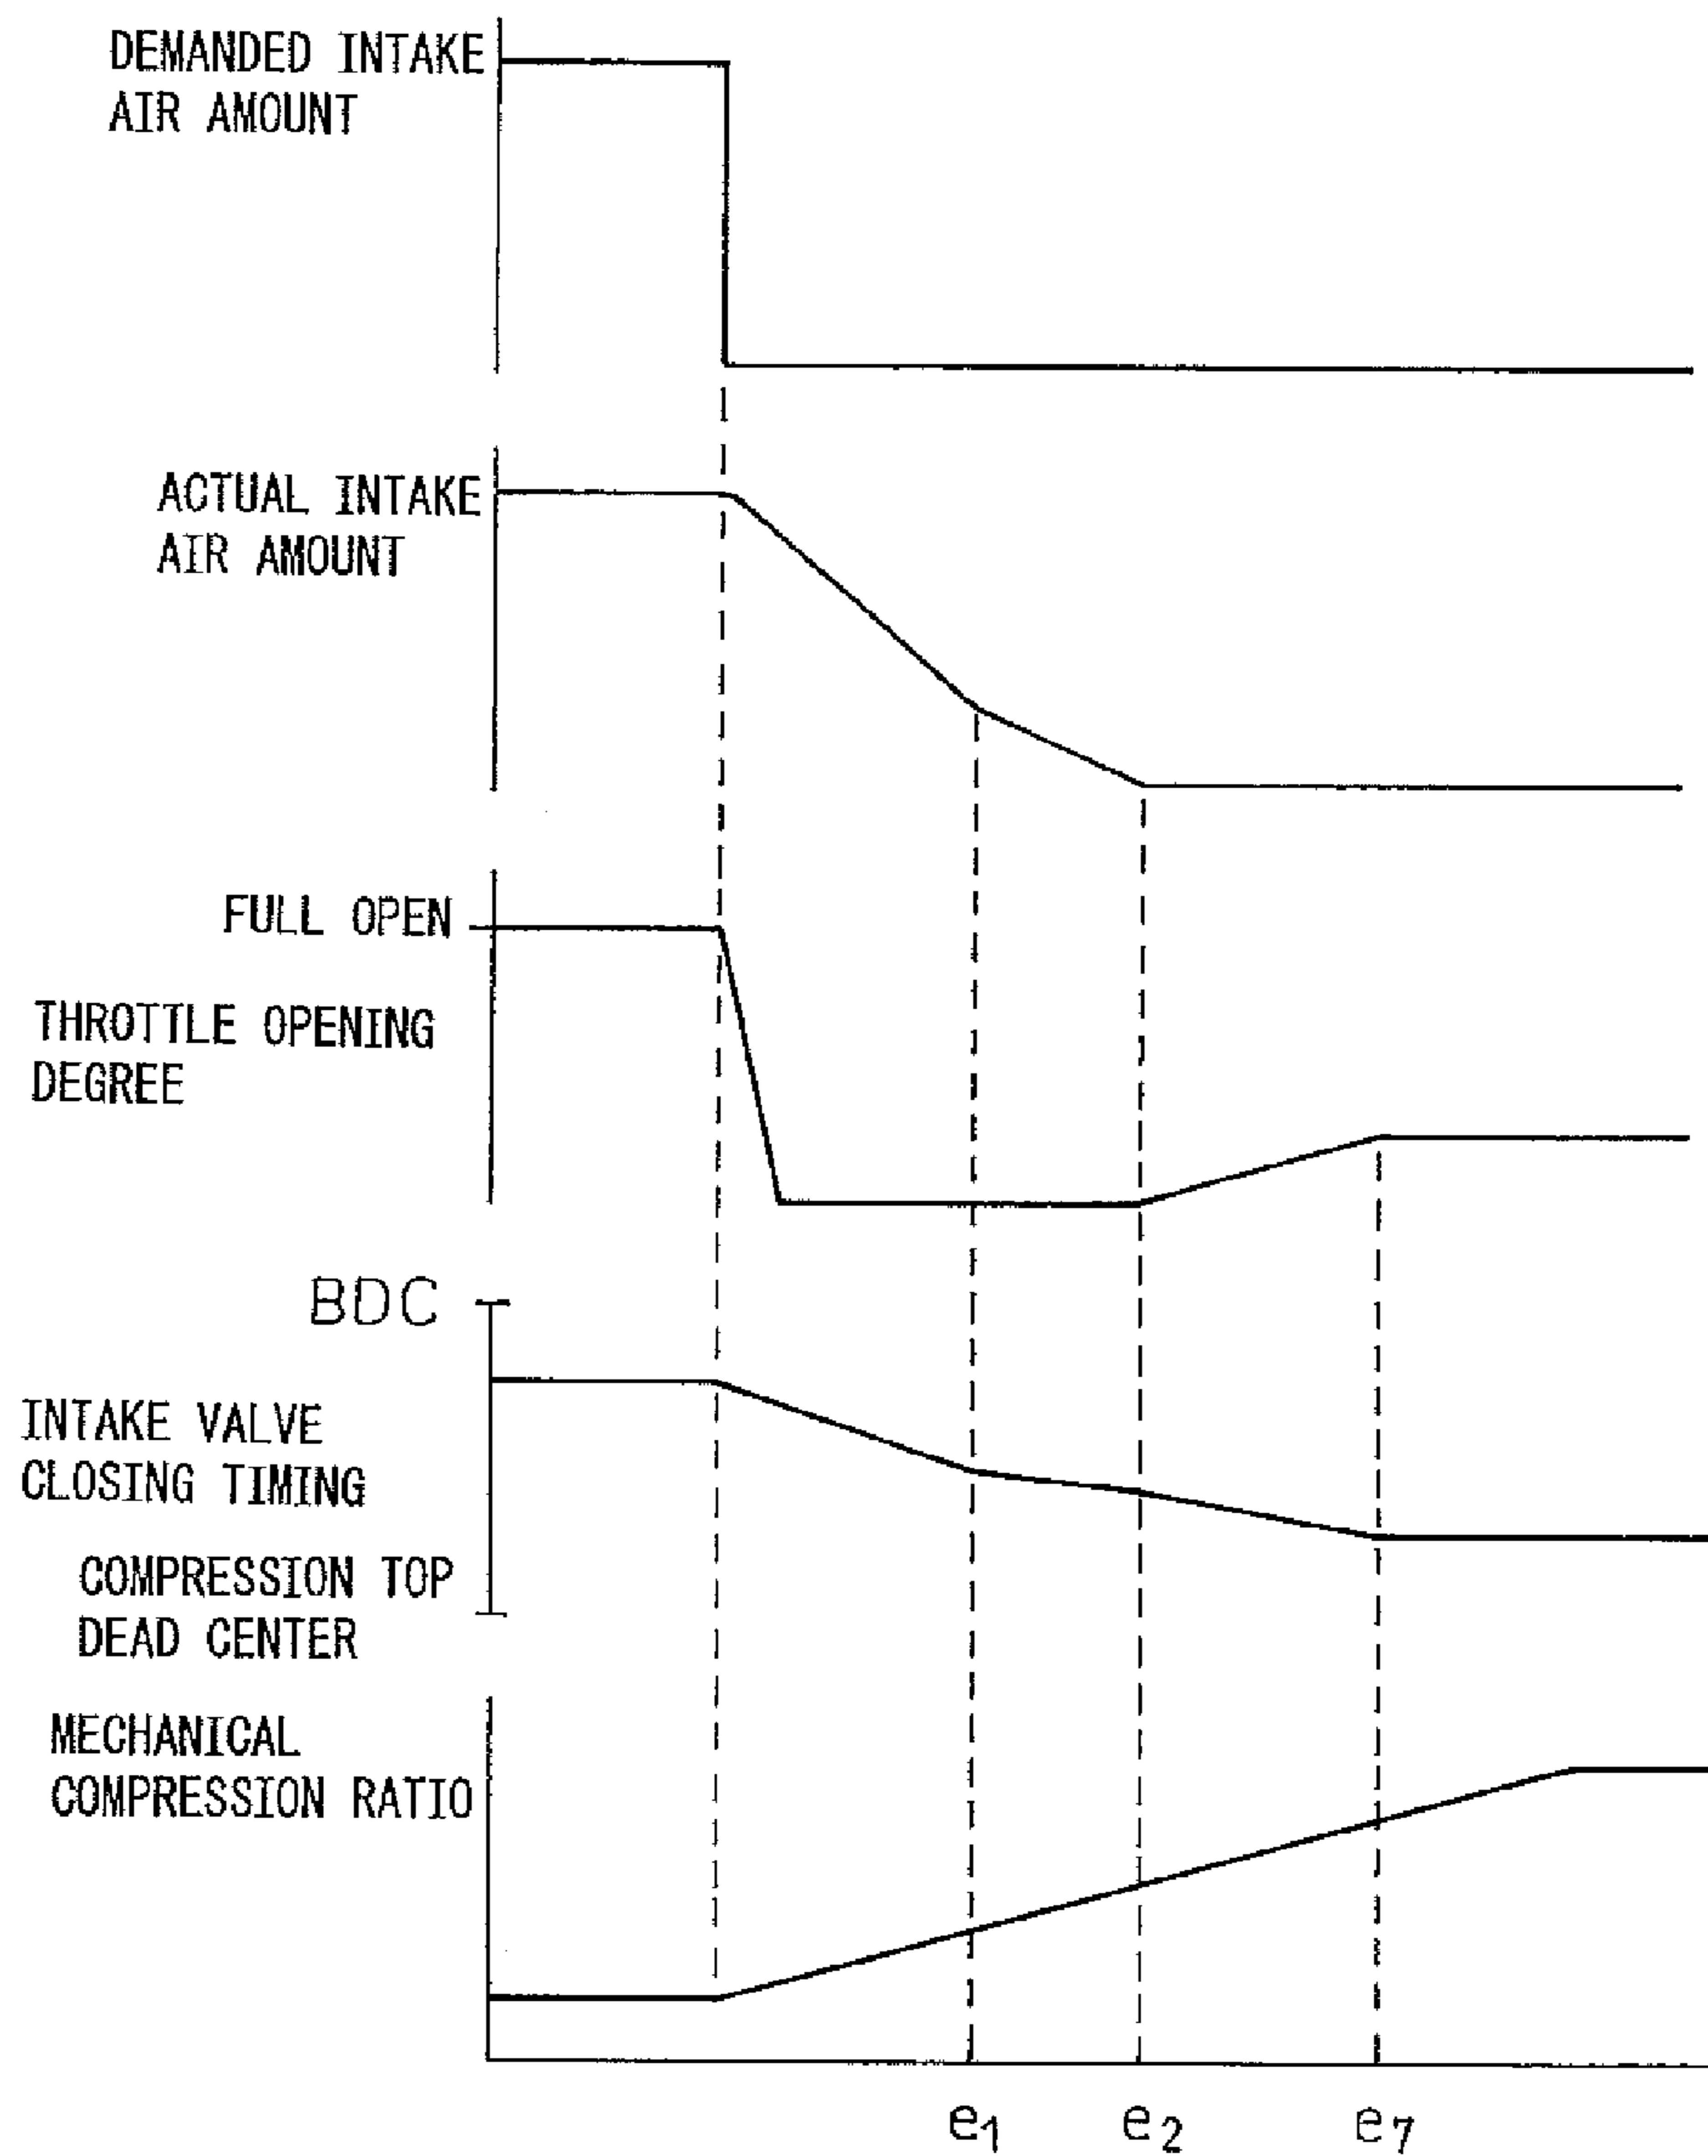 DEMANDED INTAKE
AIR AMOUNT
ACTUAL INTAKE
AIR AMOUNT
FULL OPEN
THROTTLE OPENING
DEGREE
BDC
INTAKE VALVE
CLOSING TIMING
COMPRESSION TOP
DEAD CENTER
MECHANICAL
COMPRESSION RATIO
e1 e2 e7